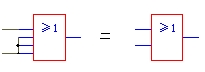 ≥1 = ≥1